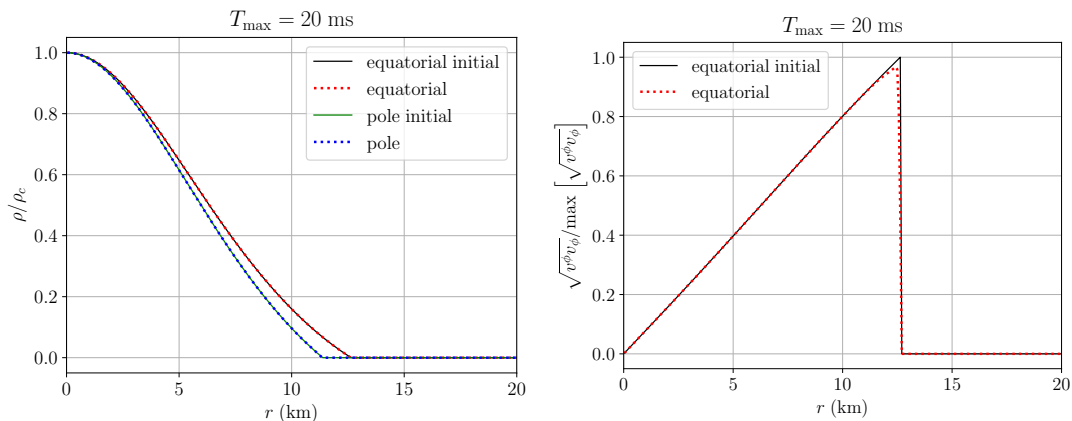 T_max = 20 ms
1.0
0.8
0.6
0.4
0.2
0.0
ρ/ρ_c
equatorial initial
equatorial
pole initial
pole
0 5 10 15 20
r (km)
T_max = 20 ms
1.0
0.8
0.6
0.4
0.2
0.0
√v^ϕv_ϕ/max [√v^ϕv_ϕ]
equatorial initial
equatorial
0 5 10 15 20
r (km)